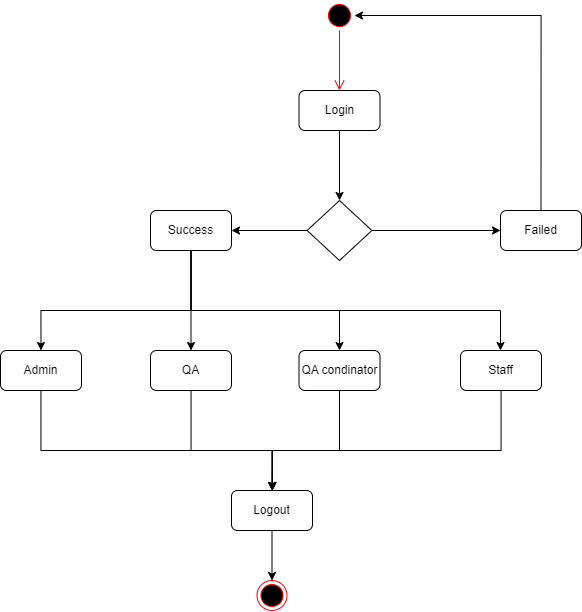 Login
Success
Failed
Admin
QA
QA condinator
Staff
Logout